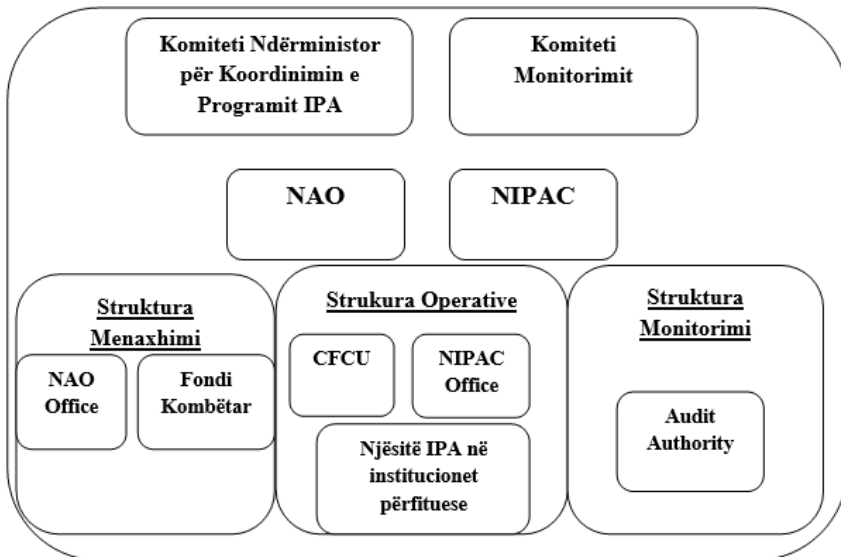 Komiteti Ndërministor
për Koordinimin e
Programit IPA
Komiteti
Monitorimit
NAO
NIPAC
Struktura
Menaxhimi
NAO
Office
Fondi
Kombëtar
Strukura Operative
CFCU
NIPAC
Office
Njësitë IPA në
institucionet
përfituese
Struktura
Monitorimi
Audit
Authority